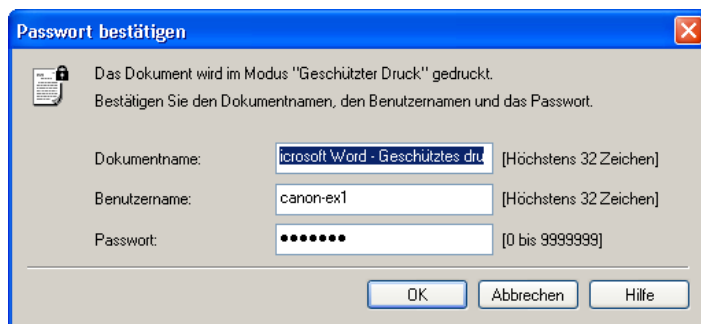 Passwort bestätigen
Das Dokument wird im Modus "Geschützter Druck" gedruckt.
Bestätigen Sie den Dokumentnamen, den Benutzernamen und das Passwort.
Dokumentname: icrosoft Word - Geschütztes dru [Höchstens 32 Zeichen]
Benutzername: canon-ex1 [Höchstens 32 Zeichen]
Passwort: ●●●●●●● [0 bis 9999999]
OK Abbrechen Hilfe